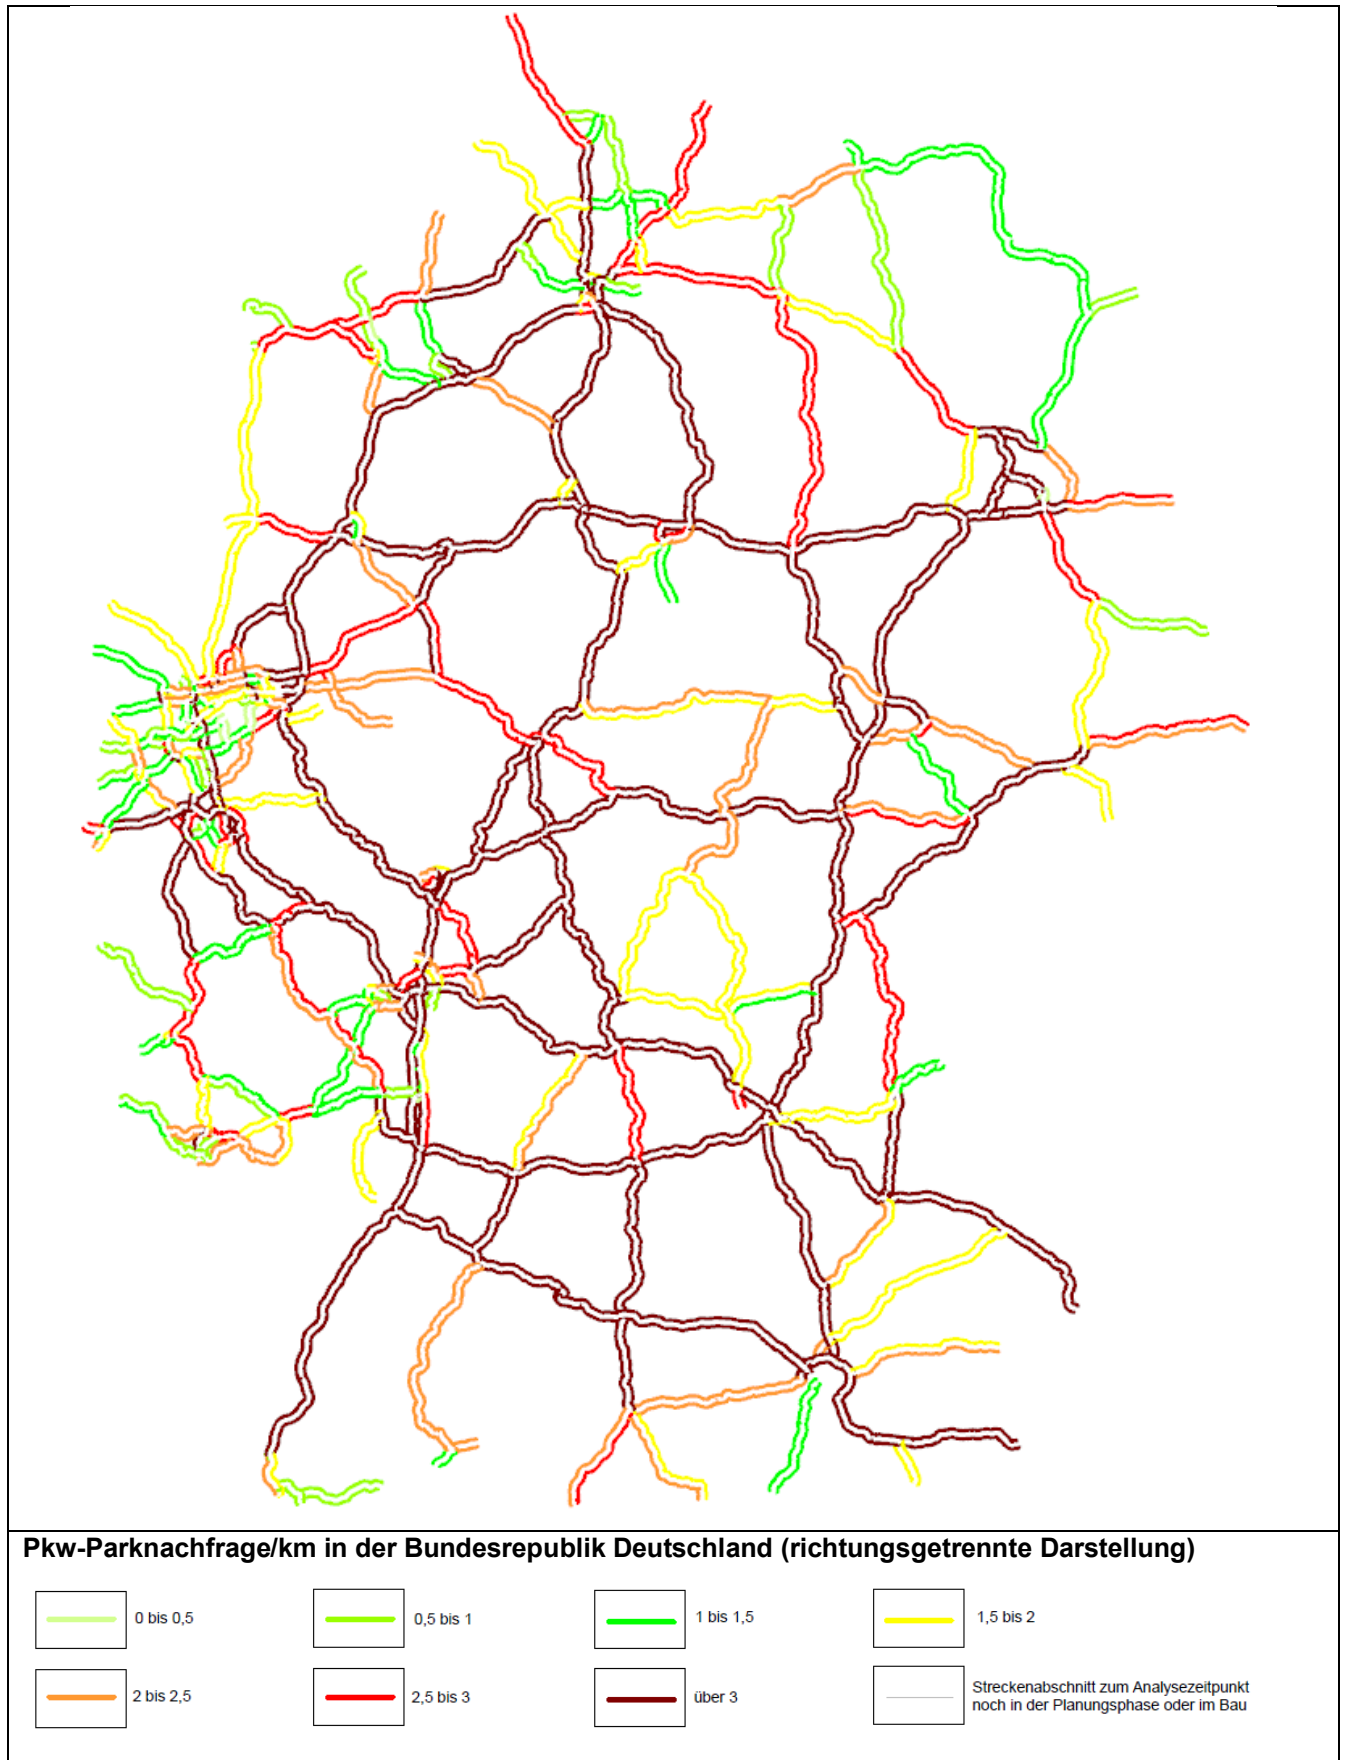 Pkw-Parknachfrage/km in der Bundesrepublik Deutschland (richtungsgetrennte Darstellung)
0 bis 0,5
0,5 bis 1
1 bis 1,5
1,5 bis 2
2 bis 2,5
2,5 bis 3
über 3
Streckenabschnitt zum Analysezeitpunkt
noch in der Planungsphase oder im Bau